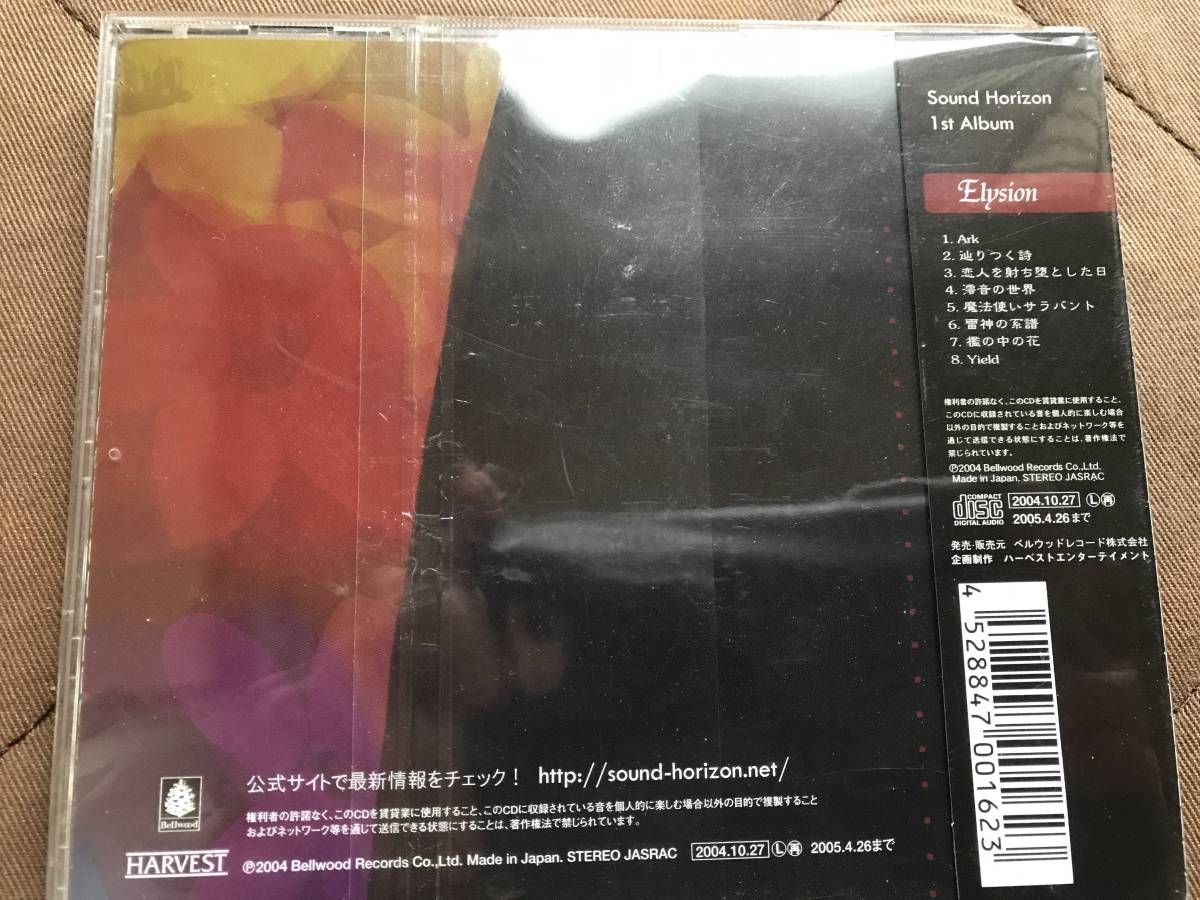 Sound Horizon
1st Album
Elysion
1. Ark
2. 辿りつく詩
3. 恋人を射ち堕とした日
4. 澪音の世界
5. 魔法使いサラバント
6. 雷神の系譜
7. 檻の中の花
8. Yield
権利者の許諾なく、このCDを賃貸業に使用すること、
このCDに収録されている音を個人的に楽しむ場合
以外の目的で複製することおよびネットワーク等を
通じて送信できる状態にすることは、著作権法で
禁じられています。
℗2004 Bellwood Records Co.,Ltd.
Made in Japan. STEREO JASRAC
COMPACT disc DIGITAL AUDIO 2004.10.27 Ⓛ 再
2005.4.26まで
発売・販売元 ベルウッドレコード株式会社
企画制作 ハーベストエンターテイメント
4 528847 001623
公式サイトで最新情報をチェック! http://sound-horizon.net/
権利者の許諾なく、このCDを賃貸業に使用すること、このCDに収録されている音を個人的に楽しむ場合以外の目的で複製すること
およびネットワーク等を通じて送信できる状態にすることは、著作権法で禁じられています。
Bellwood
HARVEST ℗2004 Bellwood Records Co.,Ltd. Made in Japan. STEREO JASRAC 2004.10.27 Ⓛ 再 2005.4.26まで